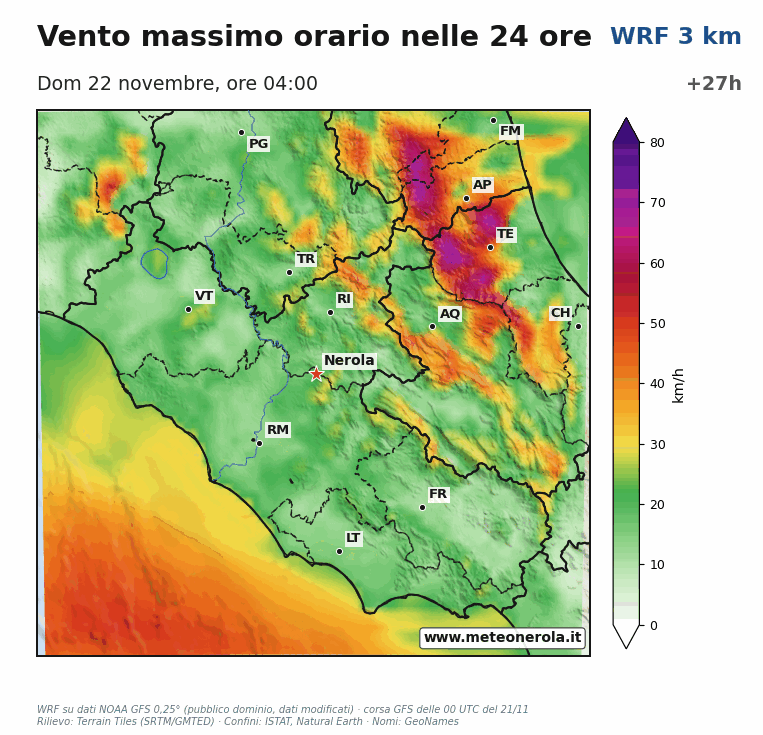 Vento massimo orario nelle 24 ore WRF 3 km
Dom 22 novembre, ore 04:00 +27h
FM
PG
AP
TE
TR
VT
RI
AQ
CH
Nerola
RM
FR
LT
www.meteonerola.it
80
70
60
50
40
30
20
10
0
km/h
WRF su dati NOAA GFS 0,25° (pubblico dominio, dati modificati) · corsa GFS delle 00 UTC del 21/11
Rilievo: Terrain Tiles (SRTM/GMTED) · Confini: ISTAT, Natural Earth · Nomi: GeoNames